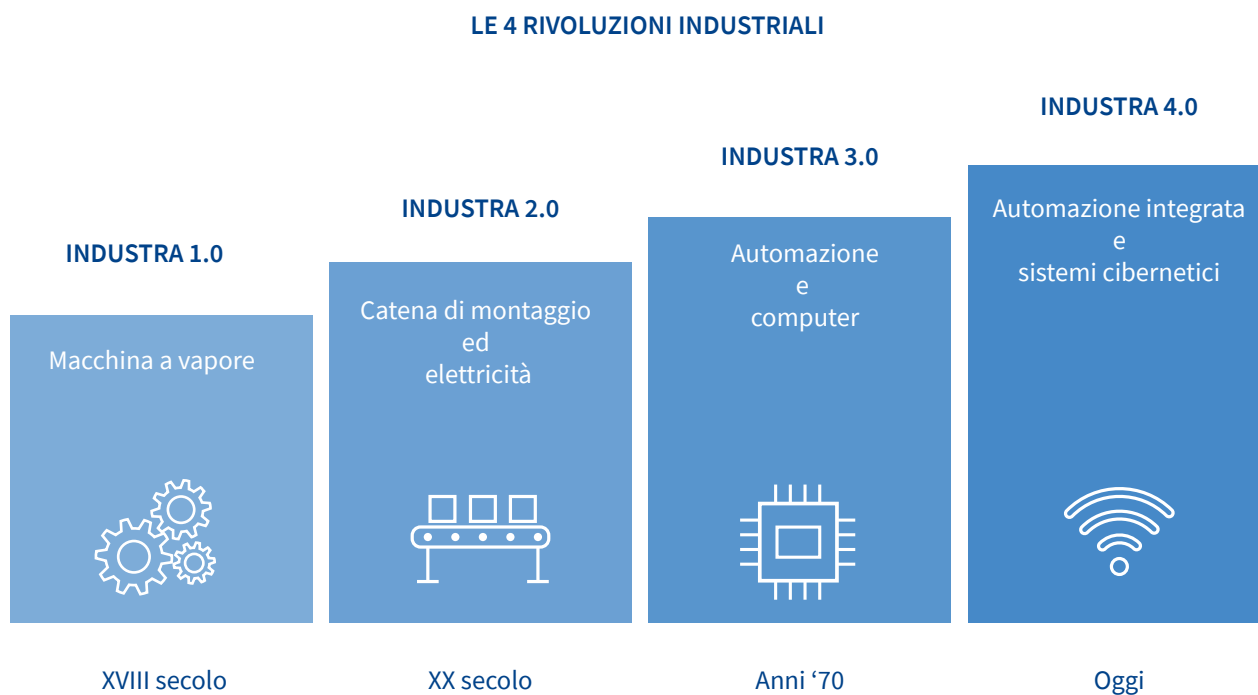 LE 4 RIVOLUZIONI INDUSTRIALI
INDUSTRA 1.0
Macchina a vapore
XVIII secolo
INDUSTRA 2.0
Catena di montaggio
ed
elettricità
XX secolo
INDUSTRA 3.0
Automazione
e
computer
Anni ‘70
INDUSTRA 4.0
Automazione integrata
e
sistemi cibernetici
Oggi